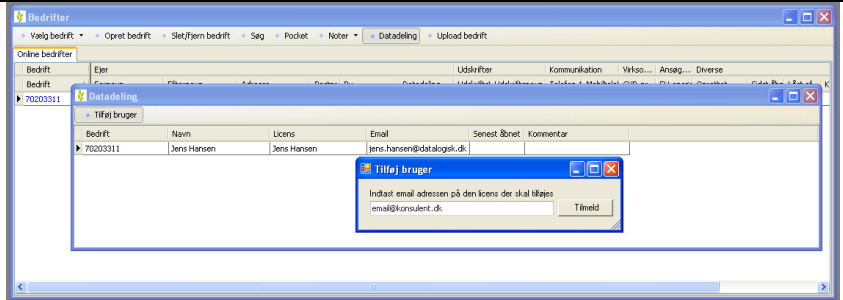 Bedrifter
Vælg bedrift Opret bedrift Slet/fjern bedrift Søg Pocket Noter Datadeling Upload bedrift
Online bedrifter
Bedrift Ejer Udskrifter Kommunikation Virkso... Ansøg... Diverse
Bedrift
70203311
Datadeling
Tilføj bruger
Bedrift Navn Licens Email Senest åbnet Kommentar
70203311 Jens Hansen Jens Hansen jens.hansen@datalogisk.dk
Tilføj bruger
Indtast email adressen på den licens der skal tilføjes
email@konsulent.dk Tilmeld